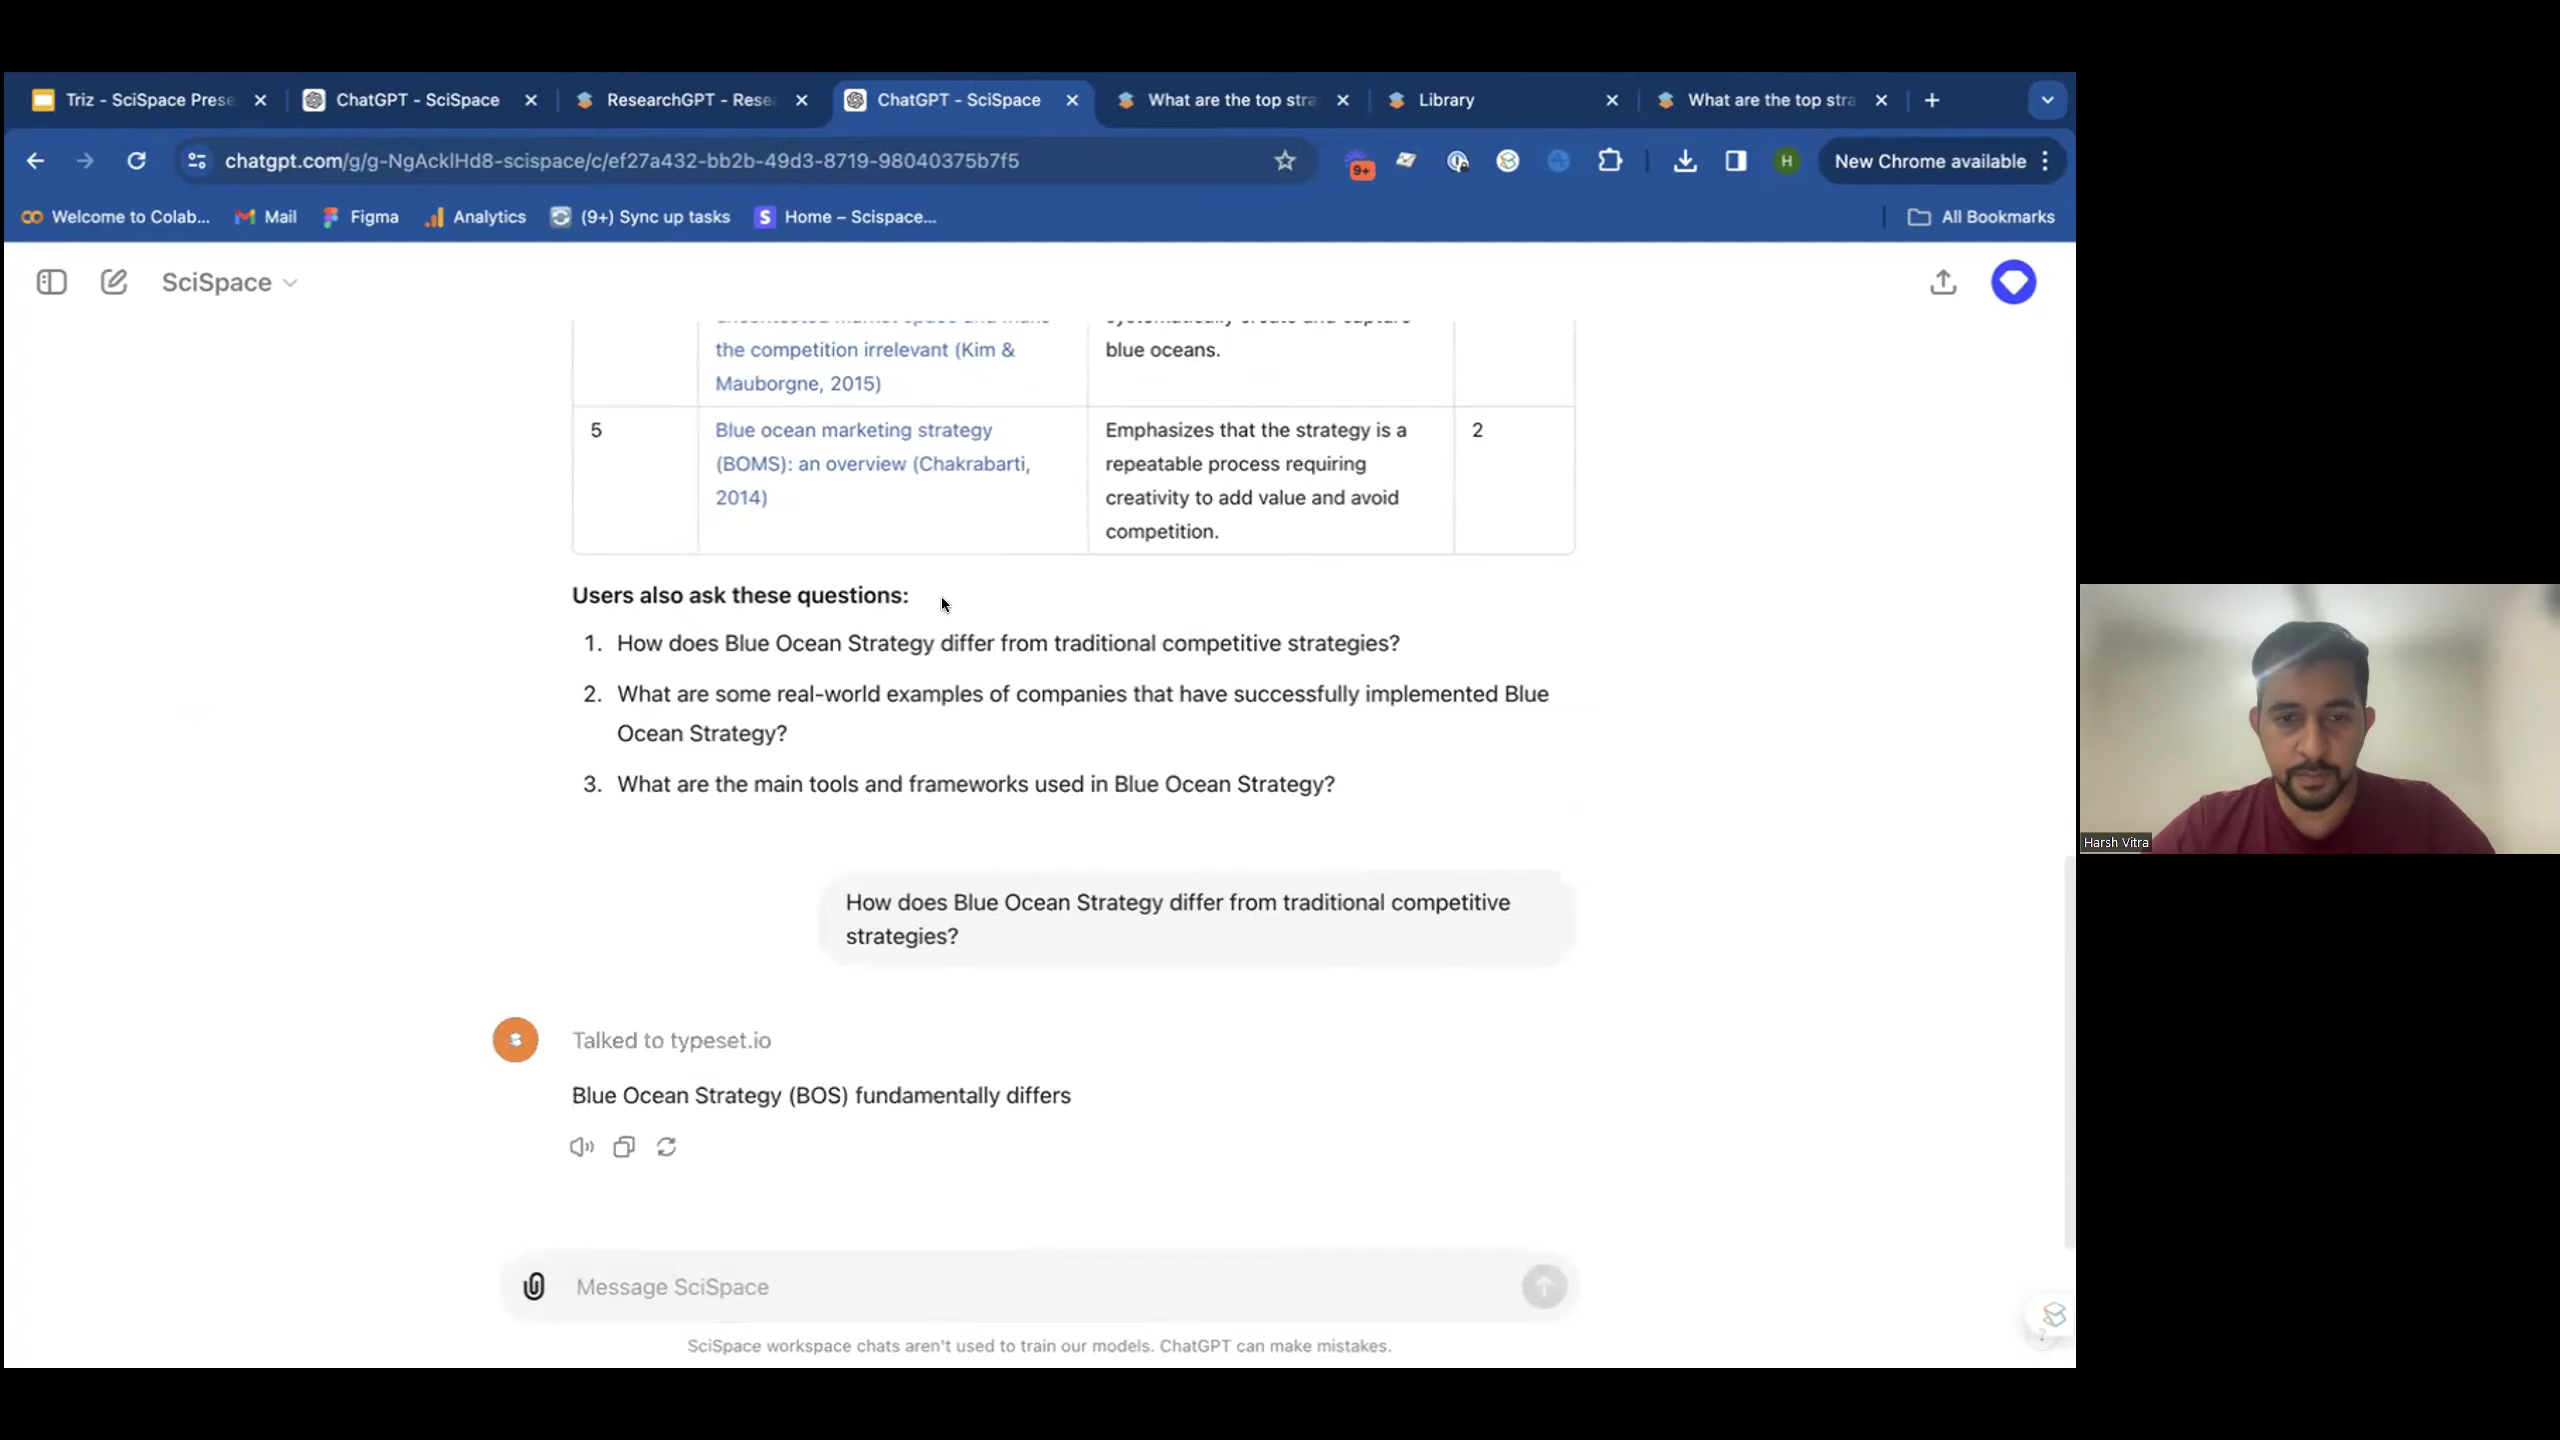 Triz - SciSpace Prese
ChatGPT - SciSpace
ResearchGPT - Rese
ChatGPT - SciSpace
What are the top stra
Library
What are the top stra
chatgpt.com/g/g-NgAcklHd8-scispace/c/ef27a432-bb2b-49d3-8719-98040375b7f5
9+
H
New Chrome available
Welcome to Colab...
Mail
Figma
Analytics
(9+) Sync up tasks
S
Home – Scispace...
All Bookmarks
SciSpace
the competition irrelevant (Kim &
Mauborgne, 2015)
blue oceans.
5
Blue ocean marketing strategy
(BOMS): an overview (Chakrabarti,
2014)
Emphasizes that the strategy is a
repeatable process requiring
creativity to add value and avoid
competition.
2
Users also ask these questions:
1. How does Blue Ocean Strategy differ from traditional competitive strategies?
2. What are some real-world examples of companies that have successfully implemented Blue
Ocean Strategy?
3. What are the main tools and frameworks used in Blue Ocean Strategy?
How does Blue Ocean Strategy differ from traditional competitive
strategies?
Talked to typeset.io
Blue Ocean Strategy (BOS) fundamentally differs
Message SciSpace
SciSpace workspace chats aren't used to train our models. ChatGPT can make mistakes.
?
Harsh Vitra